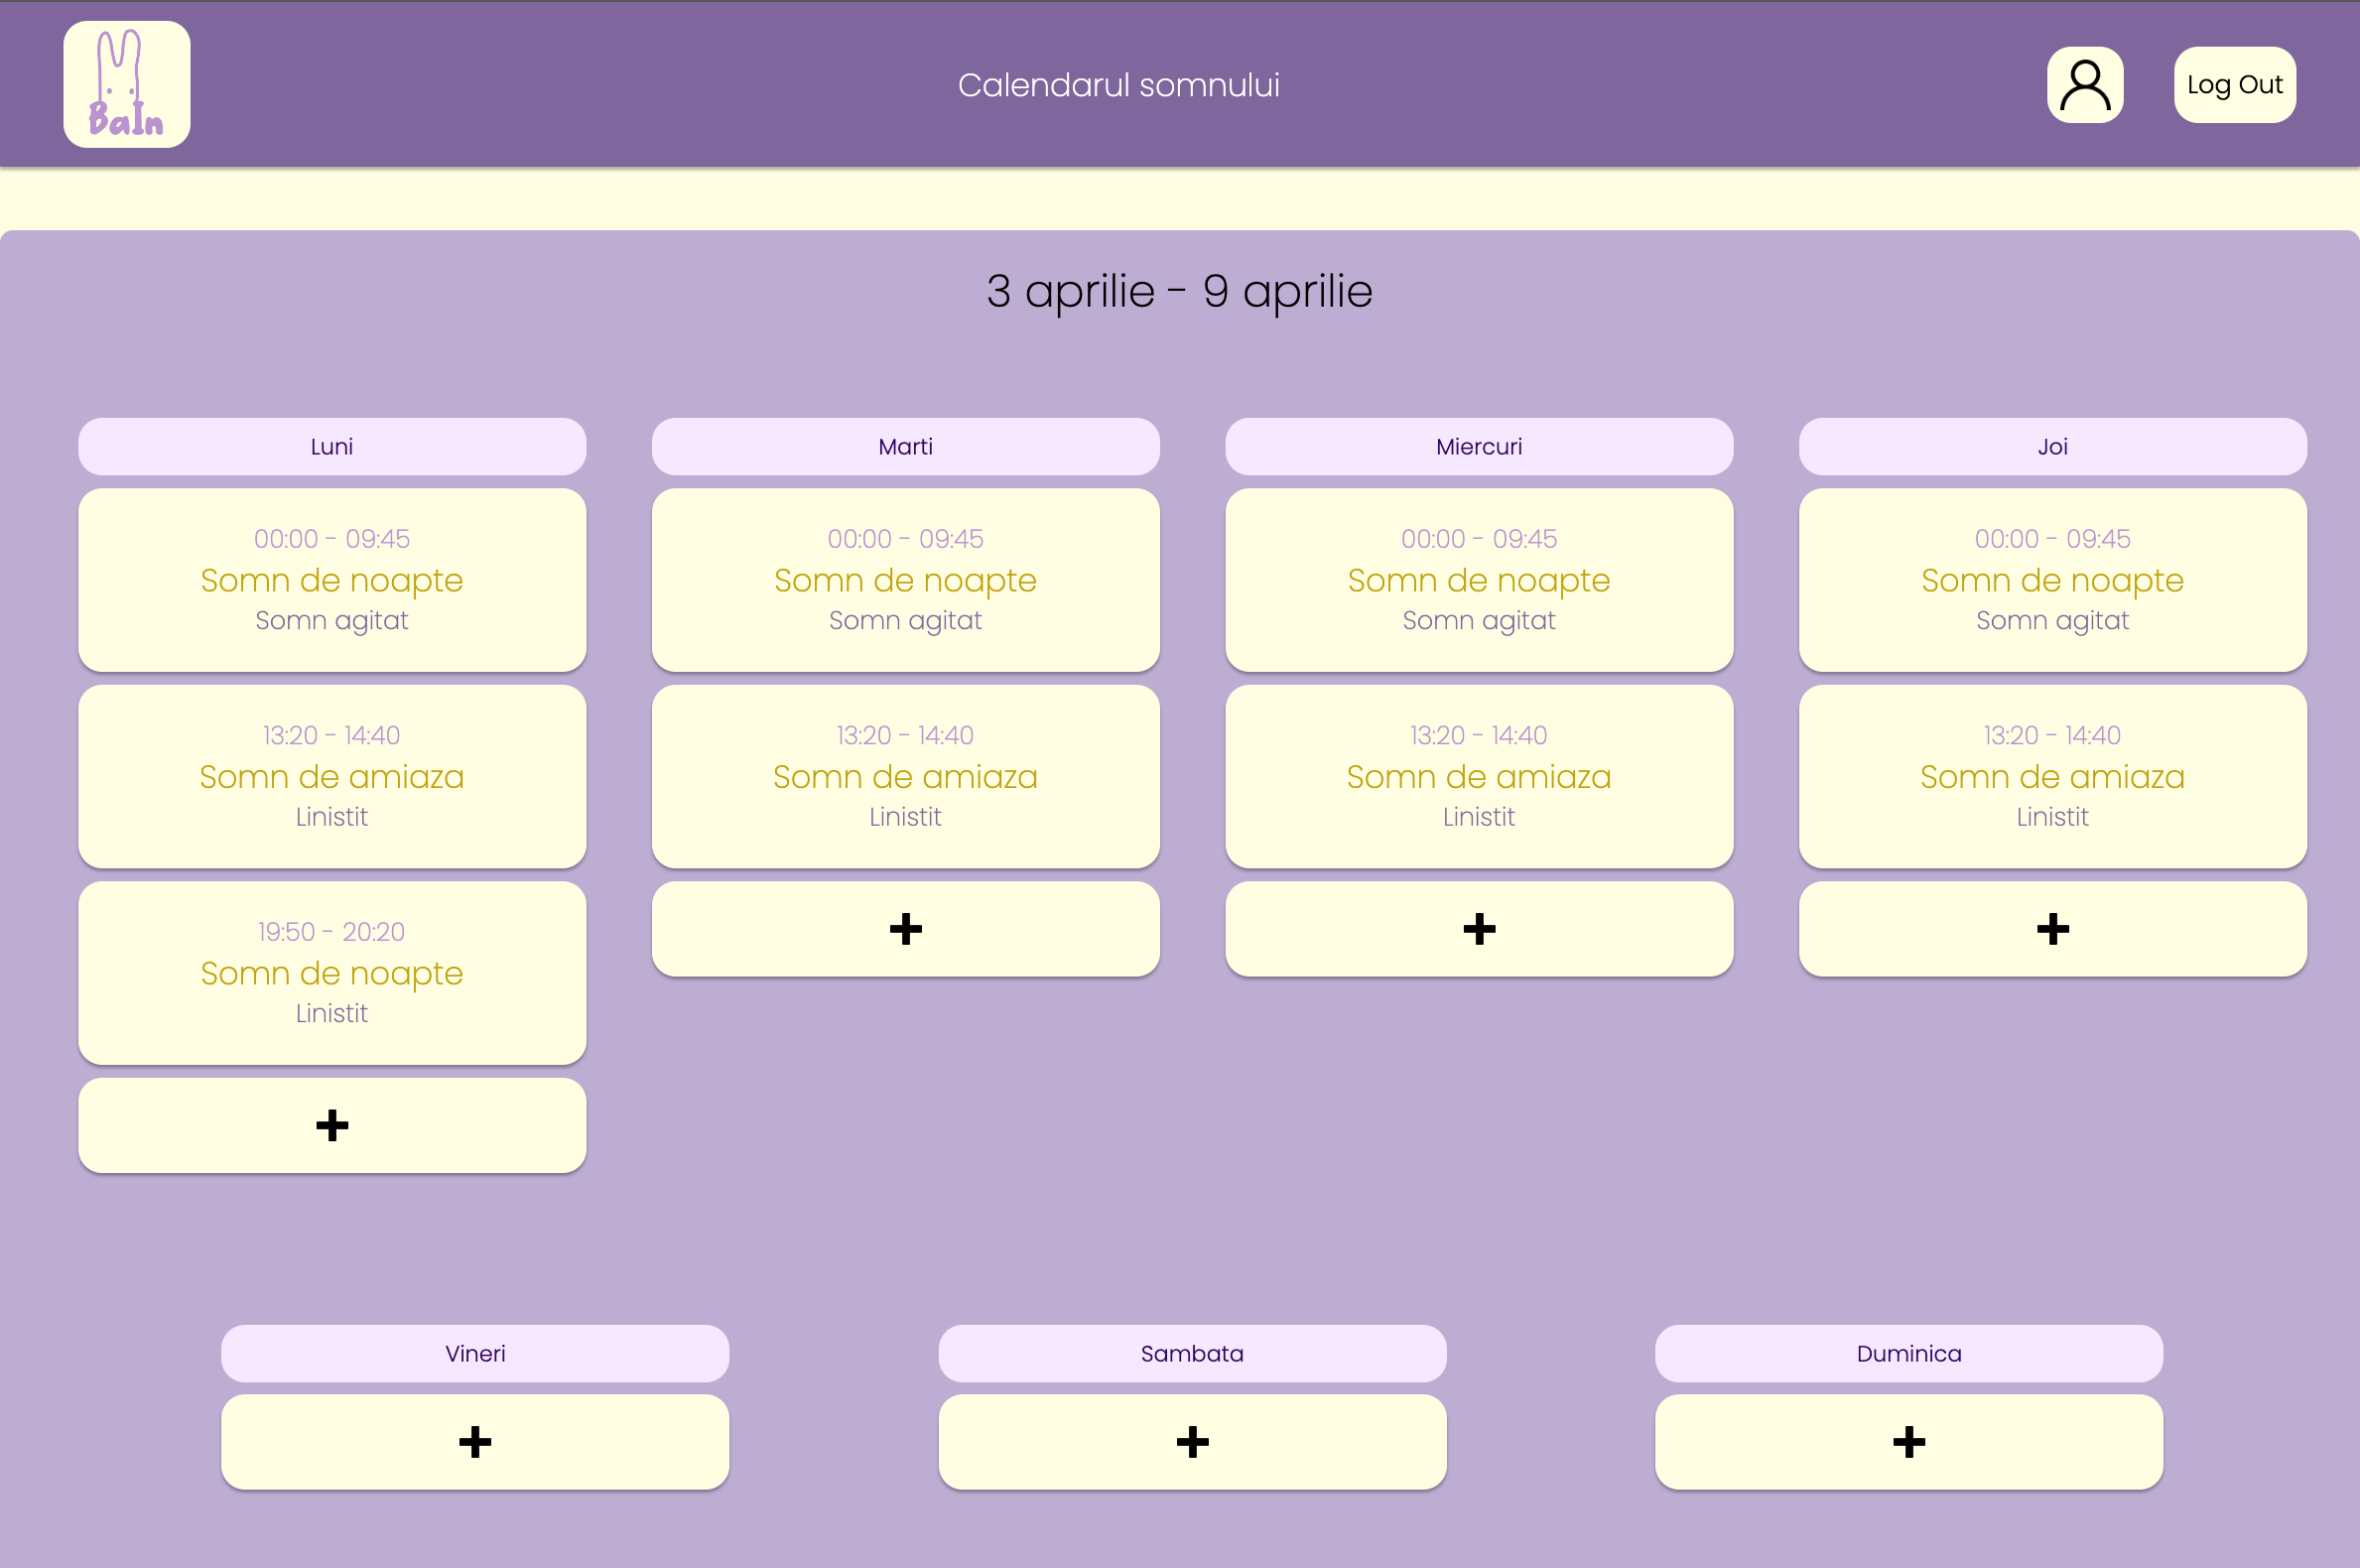 BaIn
Calendarul somnului
Log Out
3 aprilie - 9 aprilie
Luni
00:00 - 09:45
Somn de noapte
Somn agitat
13:20 - 14:40
Somn de amiaza
Linistit
19:50 - 20:20
Somn de noapte
Linistit
+
Marti
00:00 - 09:45
Somn de noapte
Somn agitat
13:20 - 14:40
Somn de amiaza
Linistit
+
Miercuri
00:00 - 09:45
Somn de noapte
Somn agitat
13:20 - 14:40
Somn de amiaza
Linistit
+
Joi
00:00 - 09:45
Somn de noapte
Somn agitat
13:20 - 14:40
Somn de amiaza
Linistit
+
Vineri
+
Sambata
+
Duminica
+